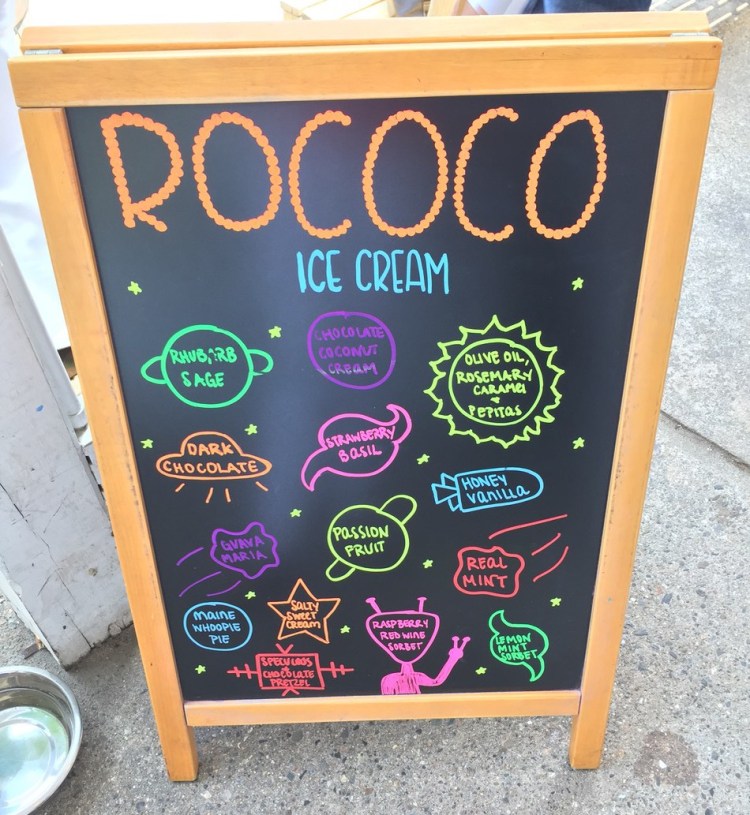 ROCOCO
ICE CREAM
RHUBARB
SAGE
CHOCOLATE
COCONUT
CREAM
OLIVE OIL,
ROSEMARY
CARAMEL
+
PEPITAS
DARK
CHOCOLATE
STRAWBERRY
BASIL
HONEY
VANILLA
GUAVA
MARIA
PASSION
FRUIT
REAL
MINT
MAINE
WHOOPIE
PIE
SALTY
SWEET
CREAM
RASPBERRY
RED WINE
SORBET
LEMON
MINT
SORBET
SPECULOOS
+
CHOCOLATE
PRETZEL